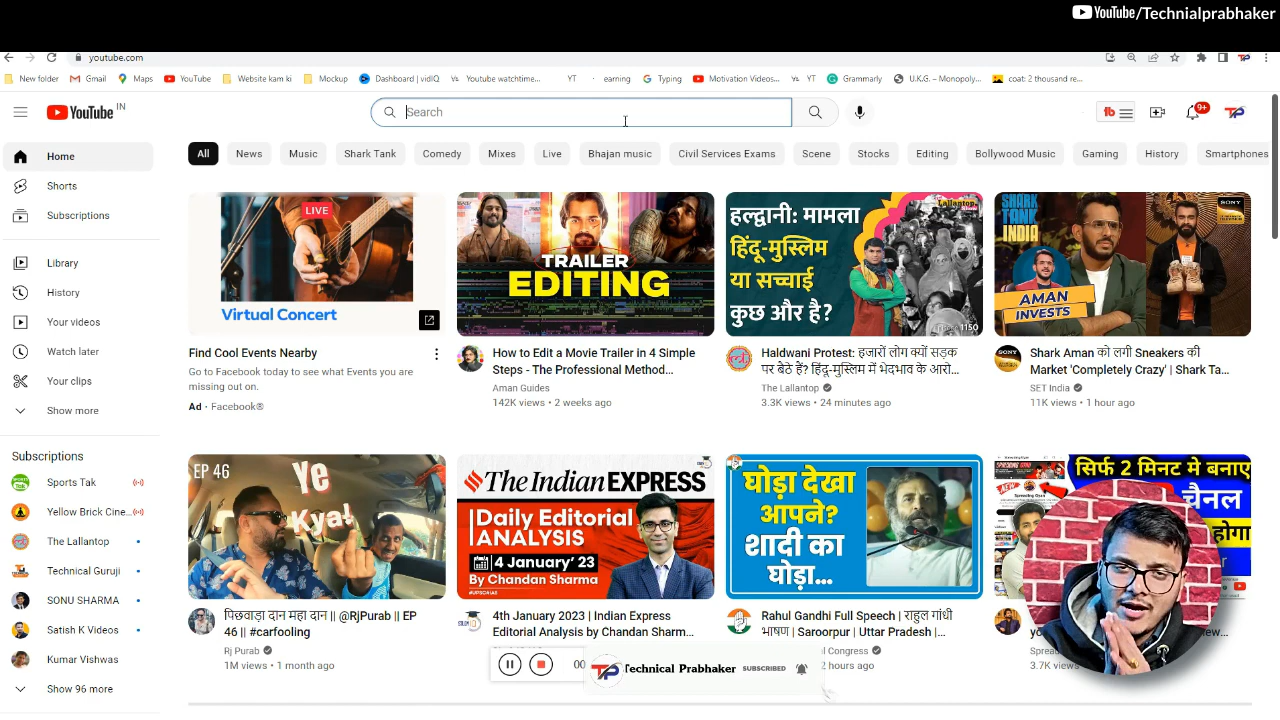 YouTube/Technialprabhaker
youtube.com
New folder
Gmail
Maps
YouTube
Website kam ki
Mockup
Dashboard | vidIQ
Youtube watchtime...
YT
earning
Typing
Motivation Videos...
YT
Grammarly
U.K.G. – Monopoly...
coat: 2 thousand re...
YouTube IN
Search
9+
Home
Shorts
Subscriptions
Library
History
Your videos
Watch later
Your clips
Show more
Subscriptions
Sports Tak
Yellow Brick Cine...
The Lallantop
Technical Guruji
SONU SHARMA
Satish K Videos
Kumar Vishwas
Show 96 more
All
News
Music
Shark Tank
Comedy
Mixes
Live
Bhajan music
Civil Services Exams
Scene
Stocks
Editing
Bollywood Music
Gaming
History
Smartphones
LIVE
Virtual Concert
Find Cool Events Nearby
Go to Facebook today to see what Events you are
missing out on.
Ad • Facebook®
TRAILER
EDITING
How to Edit a Movie Trailer in 4 Simple
Steps - The Professional Method...
Aman Guides
142K views • 2 weeks ago
Lallantop
हल्द्वानी: मामला
हिंदू-मुस्लिम
या सच्चाई
कुछ और है?
1150
Haldwani Protest: हजारों लोग क्यों सड़क
पर बैठे हैं? हिंदू-मुस्लिम में भेदभाव के आरो...
The Lallantop
3.3K views • 24 minutes ago
SHARK
TANK
INDIA
SONY
AMAN
INVESTS
Shark Aman को लगी Sneakers की
Market 'Completely Crazy' | Shark Ta...
SET India
11K views • 1 hour ago
EP 46
Ye
Kya!
पिछवाड़ा दान महा दान || @RjPurab || EP
46 || #carfooling
Rj Purab
1M views • 1 month ago
The Indian EXPRESS
Daily Editorial
ANALYSIS
4 January' 23
By Chandan Sharma
#UPSCIAS
4th January 2023 | Indian Express
Editorial Analysis by Chandan Sharm...
घोड़ा देखा
आपने?
शादी का
घोड़ा...
Rahul Gandhi Full Speech | राहुल गांधी
भाषण | Saroorpur | Uttar Pradesh |...
Congress
hours ago
सिर्फ 2 मिनट मे बनाए
चैनल
होगा
3.7K
Technical Prabhaker
SUBSCRIBED